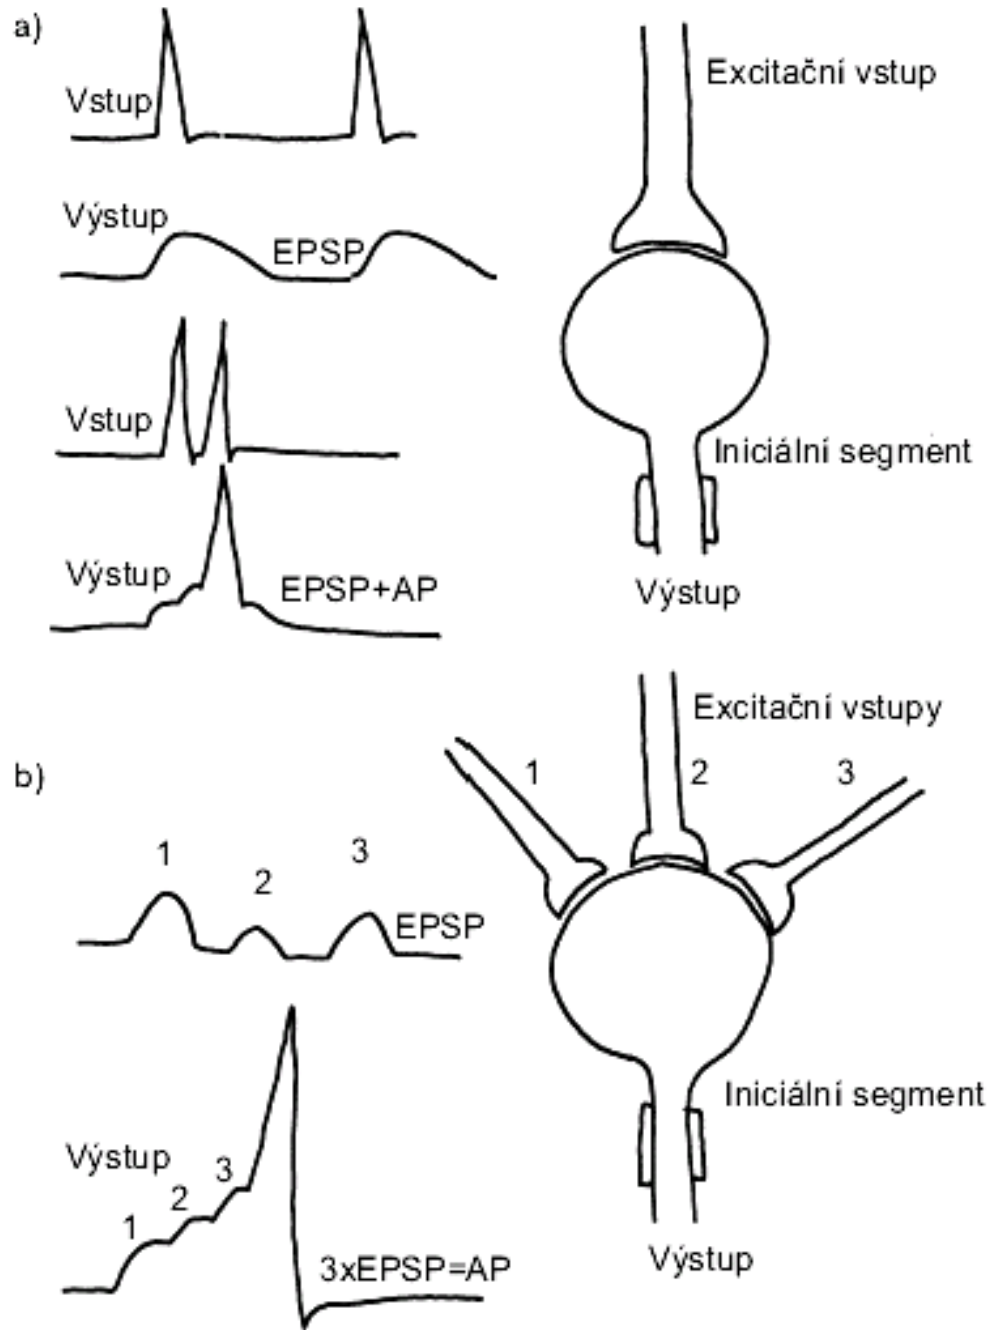 a)
Vstup
Excitační vstup
Výstup
EPSP
Vstup
Iniciální segment
Výstup
EPSP+AP
Výstup
b)
Excitační vstupy
1
2
3
1
2
3
EPSP
Iniciální segment
Výstup
1
2
3
3xEPSP=AP
Výstup